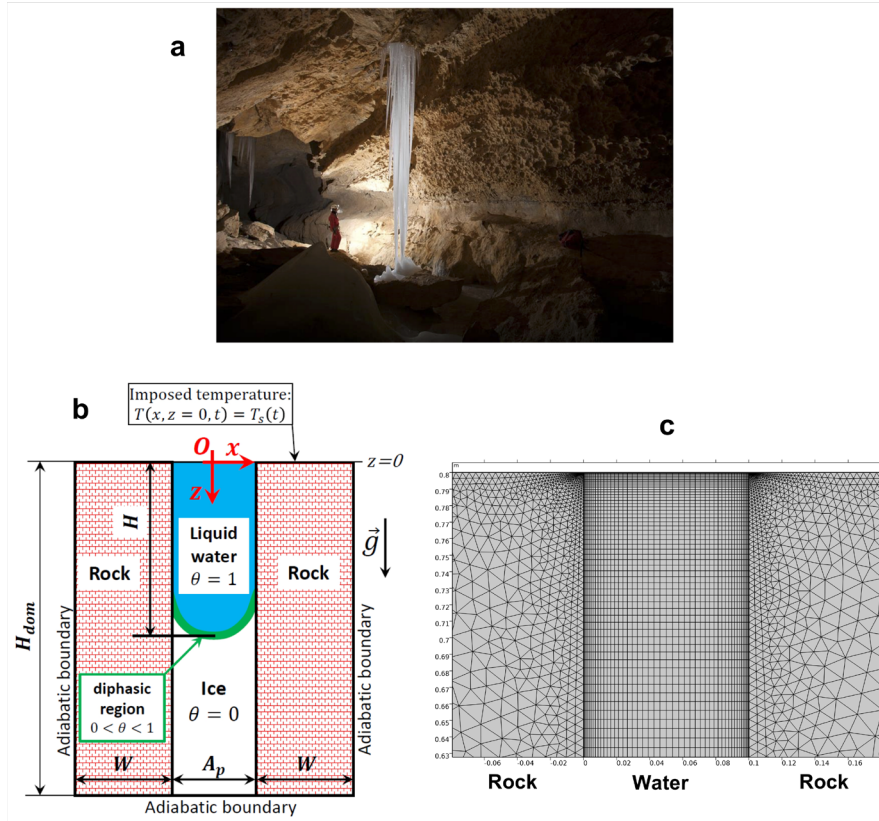 a
b
Imposed temperature:
T(x, z = 0, t) = T_s(t)
c
O x
z=0
z
H
g
Liquid
water
θ = 1
Rock
Rock
H_dom
Adiabatic boundary
Adiabatic boundary
diphasic
region
0 < θ < 1
Ice
θ = 0
W
A_p
W
Adiabatic boundary
m
0.8
0.79
0.78
0.77
0.76
0.75
0.74
0.73
0.72
0.71
0.7
0.69
0.68
0.67
0.66
0.65
0.64
0.63
-0.06 -0.04 -0.02 0 0.02 0.04 0.06 0.08 0.1 0.12 0.14 0.16
Rock Water Rock